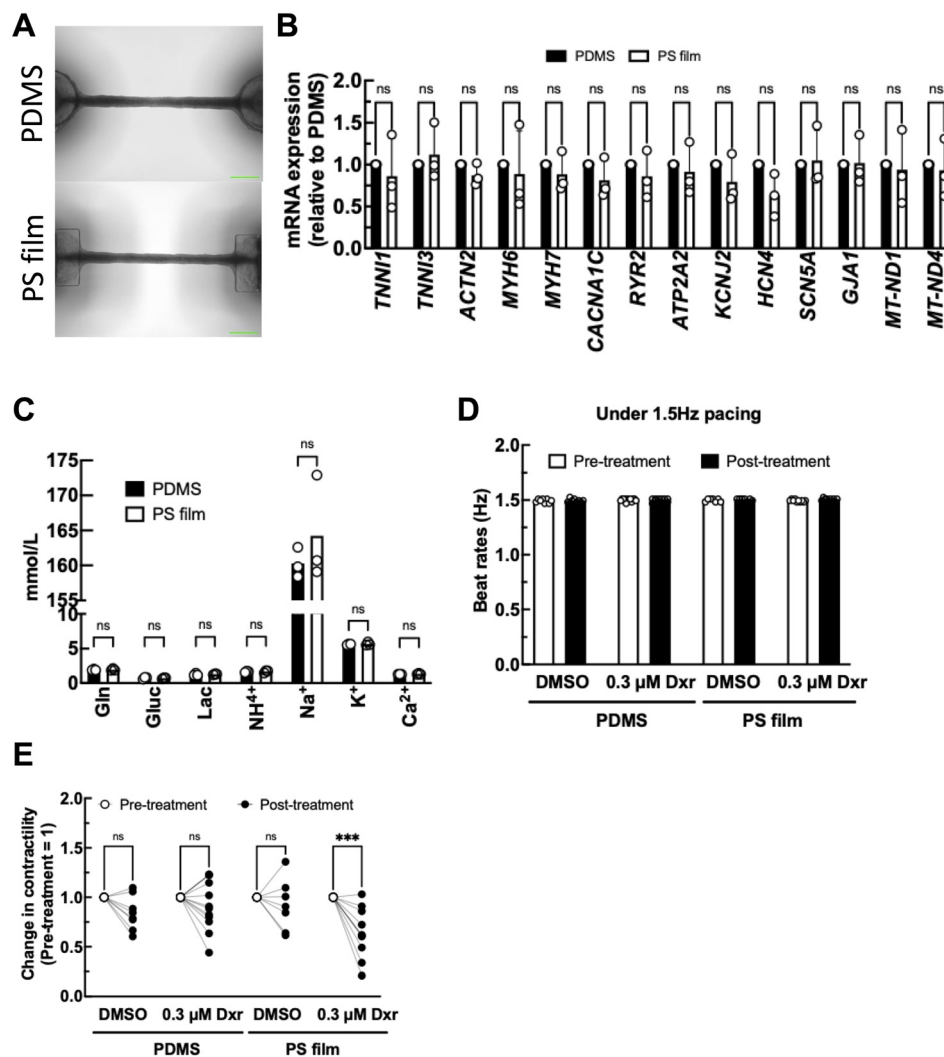 A
PDMS
PS film
B
PDMS
PS film
mRNA expression
(relative to PDMS)
2.0
1.5
1.0
0.5
0.0
ns ns ns ns ns ns ns ns ns ns ns ns ns ns
TNNI1
TNNI3
ACTN2
MYH6
MYH7
CACNA1C
RYR2
ATP2A2
KCNJ2
HCN4
SCN5A
GJA1
MT-ND1
MT-ND4
C
PDMS
PS film
mmol/L
175
170
165
160
155
10
5
0
ns ns ns ns ns ns ns
Gln
Gluc
Lac
NH⁴⁺
Na⁺
K⁺
Ca²⁺
D
Under 1.5Hz pacing
Pre-treatment
Post-treatment
Beat rates (Hz)
2.0
1.5
1.0
0.5
0.0
DMSO 0.3 µM Dxr DMSO 0.3 µM Dxr
PDMS PS film
E
Pre-treatment
Post-treatment
Change in contractility
(Pre-treatment = 1)
2.0
1.5
1.0
0.5
0.0
ns ns ns ***
DMSO 0.3 µM Dxr DMSO 0.3 µM Dxr
PDMS PS film